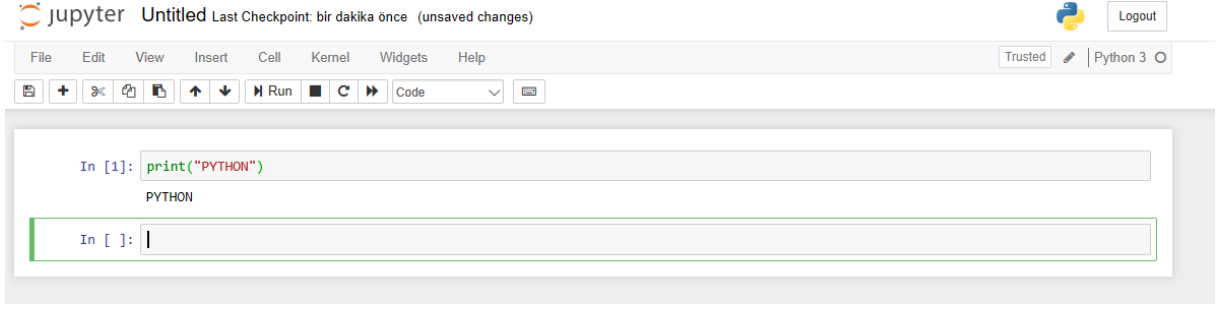 jupyter Untitled Last Checkpoint: bir dakika önce (unsaved changes) Logout
File Edit View Insert Cell Kernel Widgets Help Trusted Python 3
Run Code
In [1]: print("PYTHON")
PYTHON
In [ ]: